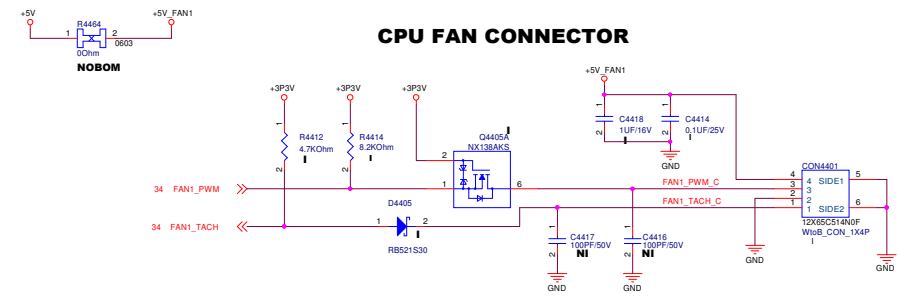 +5V
+5V_FAN1
R4464
1
2
0Ohm
0603
NOBOM
CPU FAN CONNECTOR
+5V_FAN1
+3P3V
+3P3V
+3P3V
1
R4412
4.7KOhm
I
2
1
R4414
8.2KOhm
I
2
Q4405A
I
NX138AKS
2
1
6
1
C4418
1UF/16V
I
2
1
C4414
0.1UF/25V
I
2
GND
CON4401
4
3
2
1
4
3
2
1
SIDE1
SIDE2
5
6
12X65C514N0F
WtoB_CON_1X4P
I
34 FAN1_PWM
FAN1_PWM_C
34 FAN1_TACH
FAN1_TACH_C
D4405
1
2
I
RB521S30
1
C4417
100PF/50V
NI
2
1
C4416
100PF/50V
NI
2
GND
GND
GND
GND